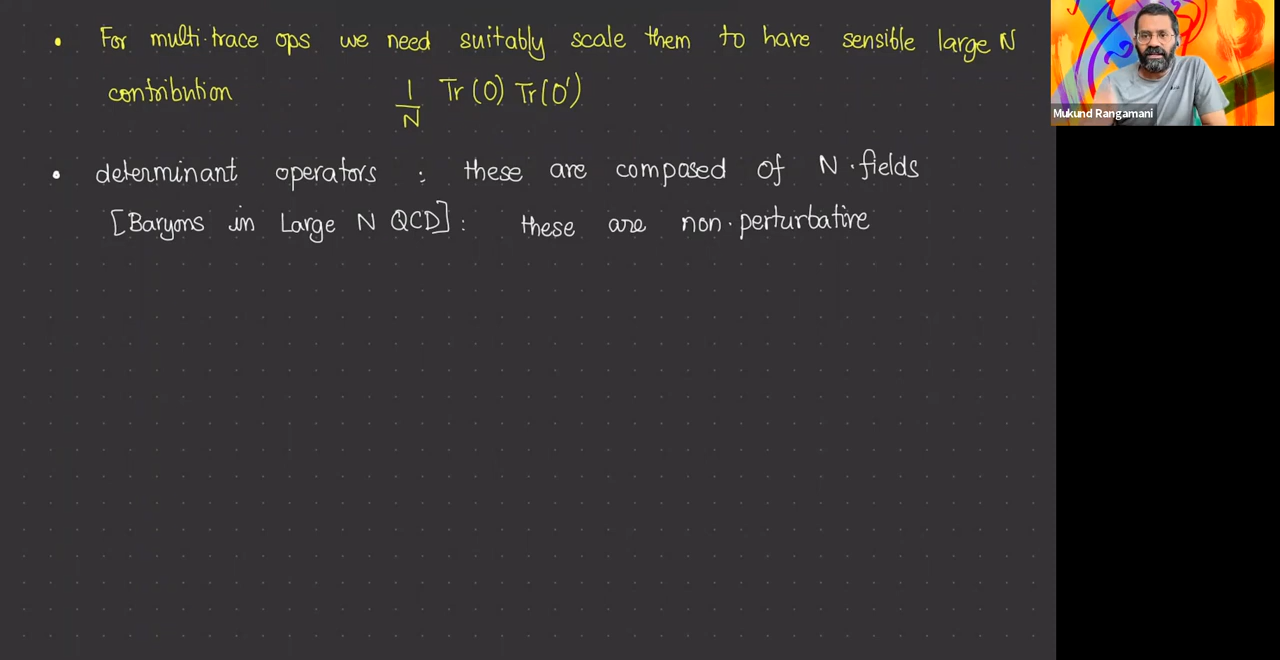 • For multi-trace ops we need suitably scale them to have sensible large N
contribution 1/N Tr(O) Tr(O')
• determinant operators : these are composed of N-fields
[Baryons in Large N QCD] : these are non-perturbative
Mukund Rangamani